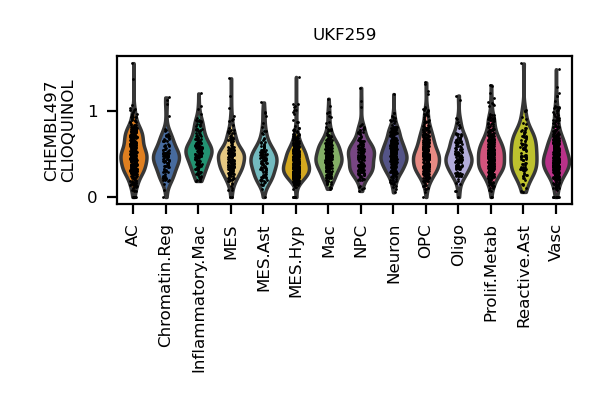 UKF259
CHEMBL497
CLIOQUINOL
1
0
AC
Chromatin.Reg
Inflammatory.Mac
MES
MES.Ast
MES.Hyp
Mac
NPC
Neuron
OPC
Oligo
Prolif.Metab
Reactive.Ast
Vasc